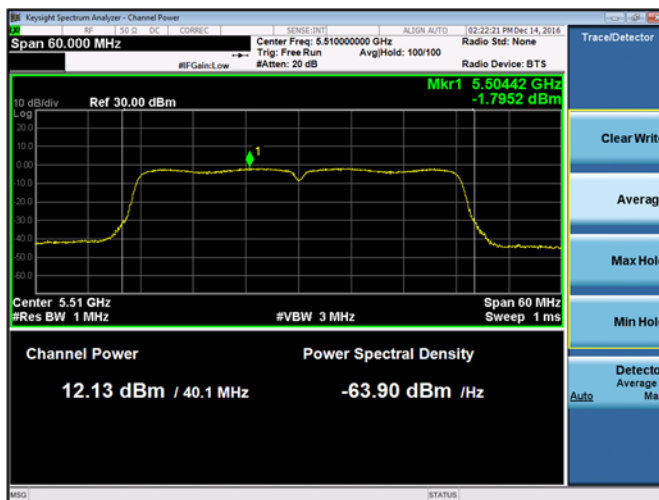 Keysight Spectrum Analyzer - Channel Power
RF 50 Ω DC CORREC SENSE:INT ALIGN AUTO 02:22:21 PM Dec 14, 2016
Span 60.000 MHz
Center Freq: 5.510000000 GHz
Radio Std: None
Trig: Free Run Avg|Hold: 100/100
#IFGain:Low #Atten: 20 dB Radio Device: BTS
Trace/Detector
Mkr1 5.50442 GHz
-1.7952 dBm
10 dB/div Ref 30.00 dBm
Log
20.0
10.0
0.00
-10.0
-20.0
-30.0
-40.0
-50.0
-60.0
1
Center 5.51 GHz Span 60 MHz
#Res BW 1 MHz #VBW 3 MHz Sweep 1 ms
Channel Power
12.13 dBm / 40.1 MHz
Power Spectral Density
-63.90 dBm /Hz
Clear Write
Averag
Max Hol
Min Hol
Detecto
Average
Auto Ma
MSG STATUS